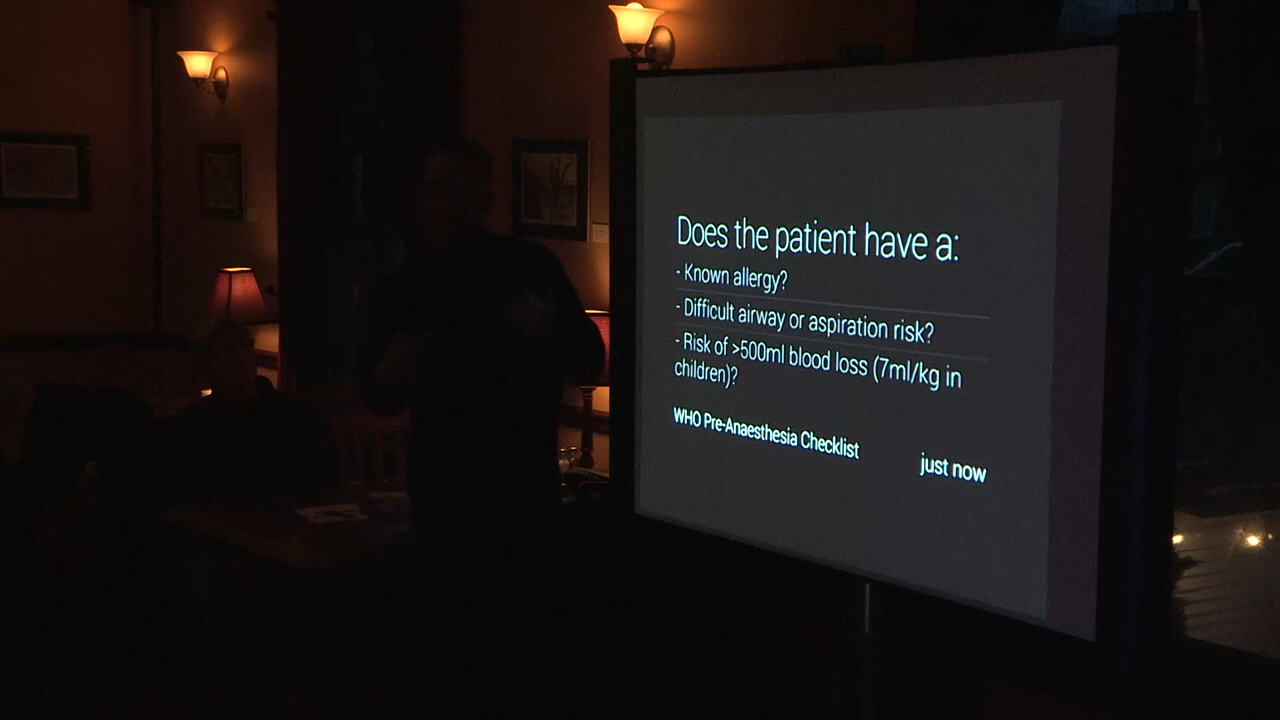 Does the patient have a:
- Known allergy?
- Difficult airway or aspiration risk?
- Risk of >500ml blood loss (7ml/kg in
children)?
WHO Pre-Anaesthesia Checklist
just now